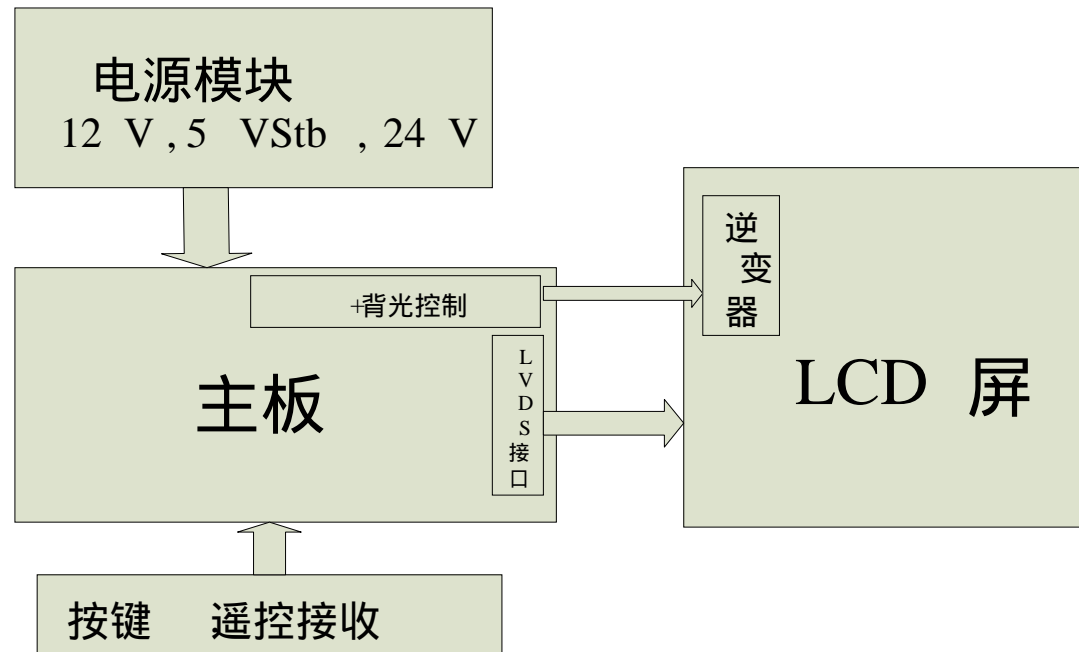 电源模块
12 V , 5 VStb , 24 V
逆
变
器
+背光控制
L
V
D
S
接
口
主板
LCD 屏
按键 遥控接收